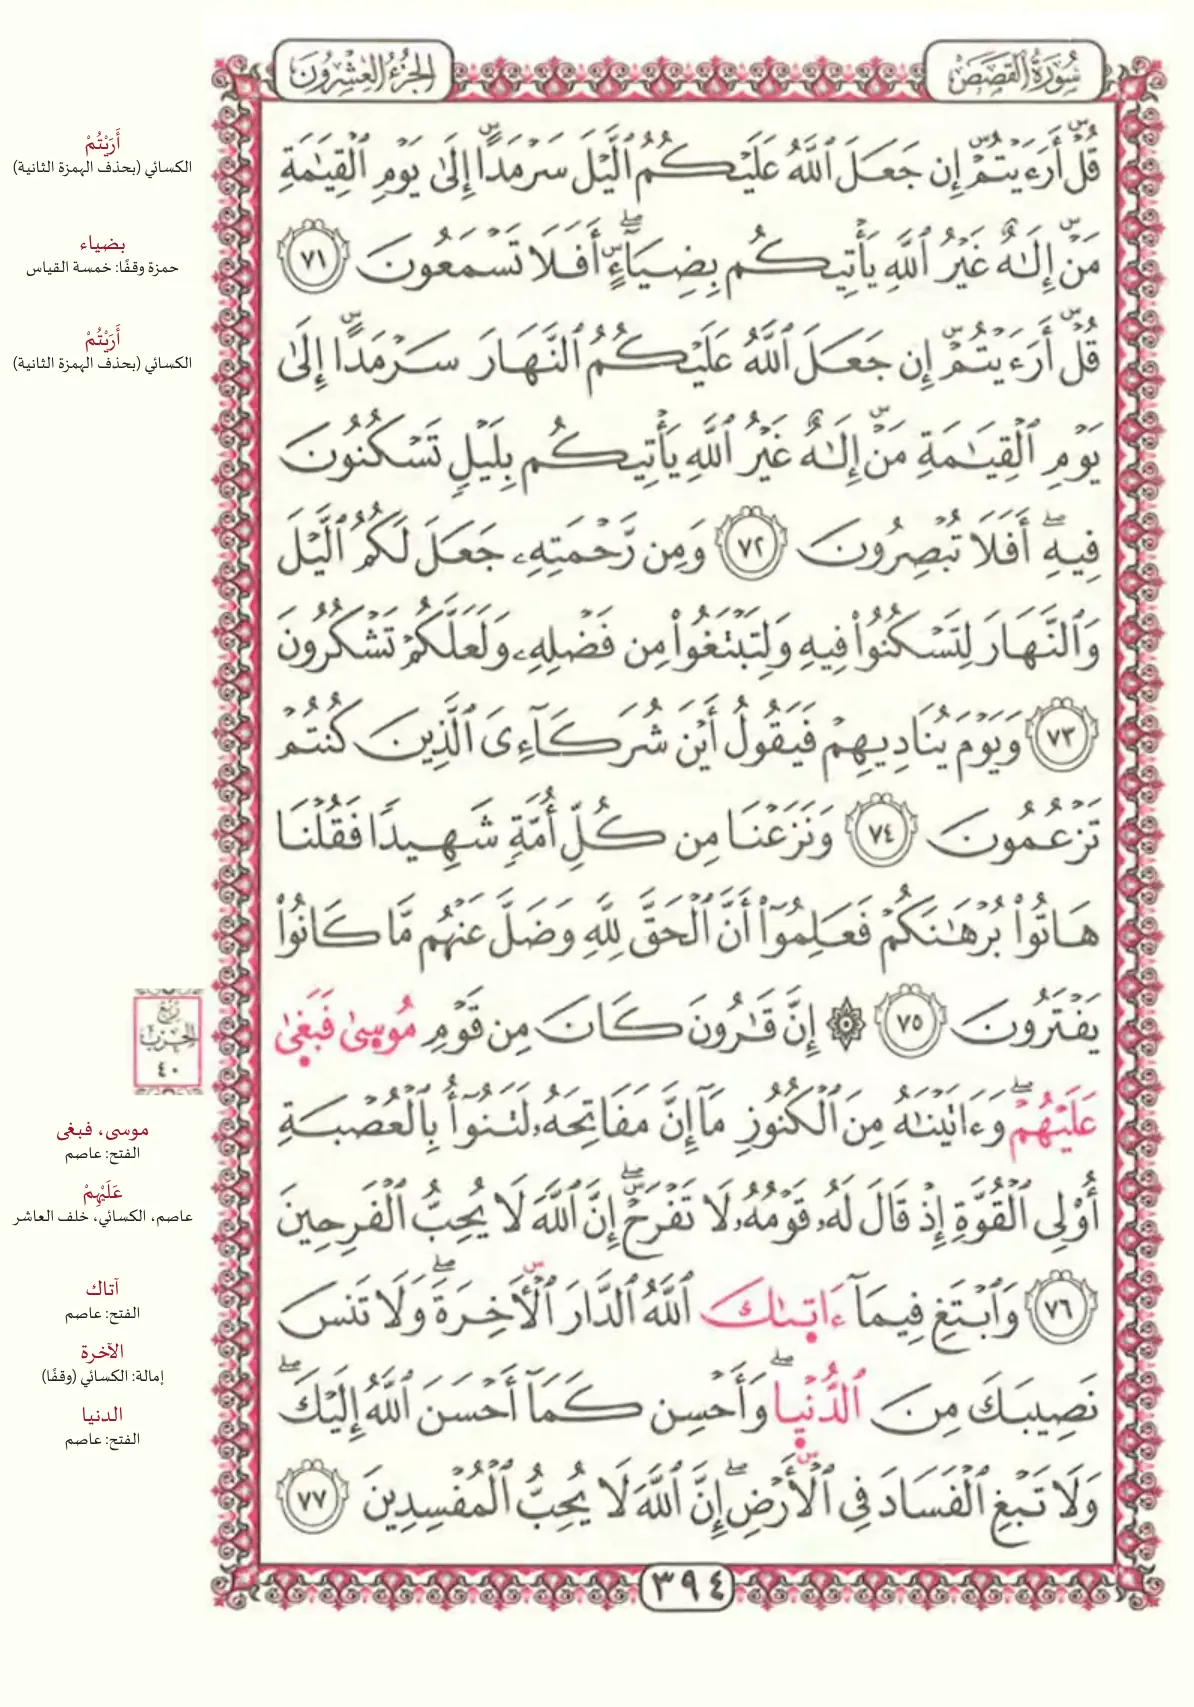 سُورَةُ القَصَصِ
الجُزْءُ العِشْرُونَ
قُلْ أَرَءَيْتُمْ إِن جَعَلَ ٱللَّهُ عَلَيْكُمُ ٱلَّيْلَ سَرْمَدًا إِلَىٰ يَوْمِ ٱلْقِيَٰمَةِ
مَنْ إِلَٰهٌ غَيْرُ ٱللَّهِ يَأْتِيكُم بِضِيَآءٍ ۖ أَفَلَا تَسْمَعُونَ ٧١
قُلْ أَرَءَيْتُمْ إِن جَعَلَ ٱللَّهُ عَلَيْكُمُ ٱلنَّهَارَ سَرْمَدًا إِلَىٰ
يَوْمِ ٱلْقِيَٰمَةِ مَنْ إِلَٰهٌ غَيْرُ ٱللَّهِ يَأْتِيكُم بِلَيْلٍ تَسْكُنُونَ
فِيهِ ۖ أَفَلَا تُبْصِرُونَ ٧٢ وَمِن رَّحْمَتِهِۦ جَعَلَ لَكُمُ ٱلَّيْلَ
وَٱلنَّهَارَ لِتَسْكُنُوا۟ فِيهِ وَلِتَبْتَغُوا۟ مِن فَضْلِهِۦ وَلَعَلَّكُمْ تَشْكُرُونَ
٧٣ وَيَوْمَ يُنَادِيهِمْ فَيَقُولُ أَيْنَ شُرَكَآءِىَ ٱلَّذِينَ كُنتُمْ
تَزْعُمُونَ ٧٤ وَنَزَعْنَا مِن كُلِّ أُمَّةٍ شَهِيدًا فَقُلْنَا
هَاتُوا۟ بُرْهَٰنَكُمْ فَعَلِمُوٓا۟ أَنَّ ٱلْحَقَّ لِلَّهِ وَضَلَّ عَنْهُم مَّا كَانُوا۟
يَفْتَرُونَ ٧٥ ۞ إِنَّ قَٰرُونَ كَانَ مِن قَوْمِ مُوسَىٰ فَبَغَىٰ
عَلَيْهُمْ ۖ وَءَاتَيْنَٰهُ مِنَ ٱلْكُنُوزِ مَآ إِنَّ مَفَاتِحَهُۥ لَتَنُوٓأُ بِٱلْعُصْبَةِ
أُو۟لِى ٱلْقُوَّةِ إِذْ قَالَ لَهُۥ قَوْمُهُۥ لَا تَفْرَحْ ۖ إِنَّ ٱللَّهَ لَا يُحِبُّ ٱلْفَرِحِينَ
٧٦ وَٱبْتَغِ فِيمَآ ءَاتَىٰكَ ٱللَّهُ ٱلدَّارَ ٱلْأٓخِرَةَ ۖ وَلَا تَنسَ
نَصِيبَكَ مِنَ ٱلدُّنْيَا ۖ وَأَحْسِن كَمَآ أَحْسَنَ ٱللَّهُ إِلَيْكَ ۖ
وَلَا تَبْغِ ٱلْفَسَادَ فِى ٱلْأَرْضِ ۖ إِنَّ ٱللَّهَ لَا يُحِبُّ ٱلْمُفْسِدِينَ ٧٧
٣٩٤
أَرَيْتُمْ
الكسائي (بحذف الهمزة الثانية)
بضياء
حمزة وقفًا: خمسة القياس
أَرَيْتُمْ
الكسائي (بحذف الهمزة الثانية)
رُبْعُ
الحِزْب
٤٠
موسى، فبغى
الفتح: عاصم
عَلَيْهِمْ
عاصم، الكسائي، خلف العاشر
آتاك
الفتح: عاصم
الآخرة
إمالة: الكسائي (وقفًا)
الدنيا
الفتح: عاصم